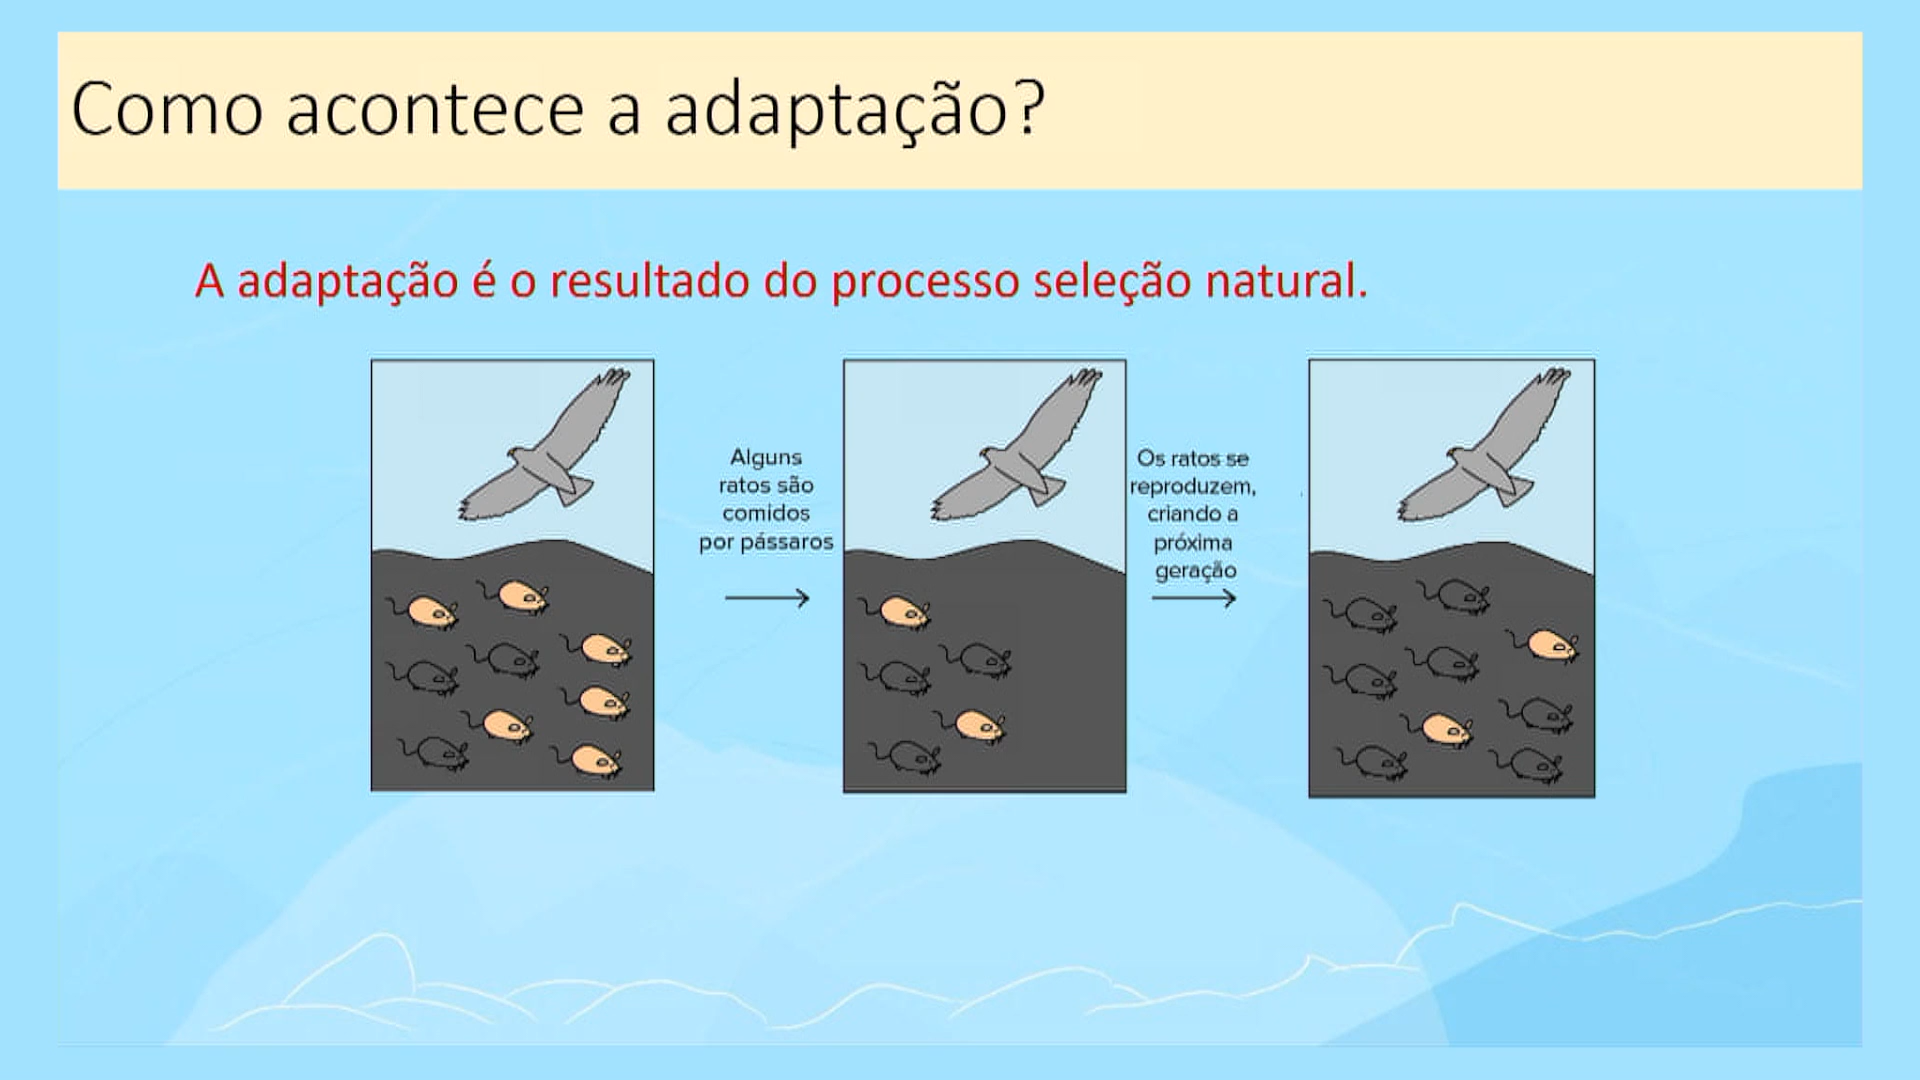 Como acontece a adaptação?
A adaptação é o resultado do processo seleção natural.
Alguns
ratos são
comidos
por pássaros
Os ratos se
reproduzem,
criando a
próxima
geração